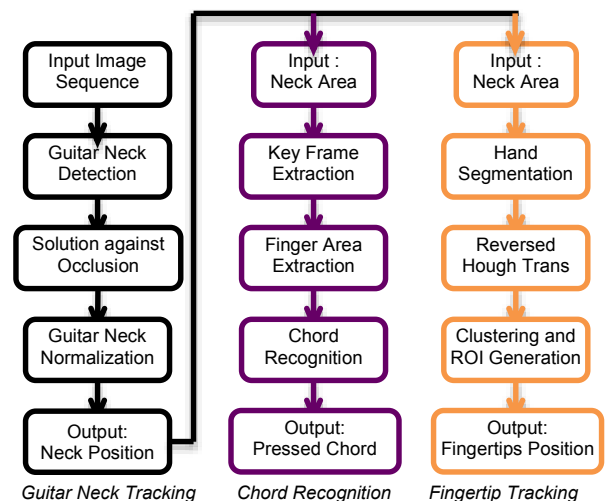 Input Image
Sequence
Guitar Neck
Detection
Solution against
Occlusion
Guitar Neck
Normalization
Output:
Neck Position
Guitar Neck Tracking
Input :
Neck Area
Key Frame
Extraction
Finger Area
Extraction
Chord
Recognition
Output:
Pressed Chord
Chord Recognition
Input :
Neck Area
Hand
Segmentation
Reversed
Hough Trans
Clustering and
ROI Generation
Output:
Fingertips Position
Fingertip Tracking